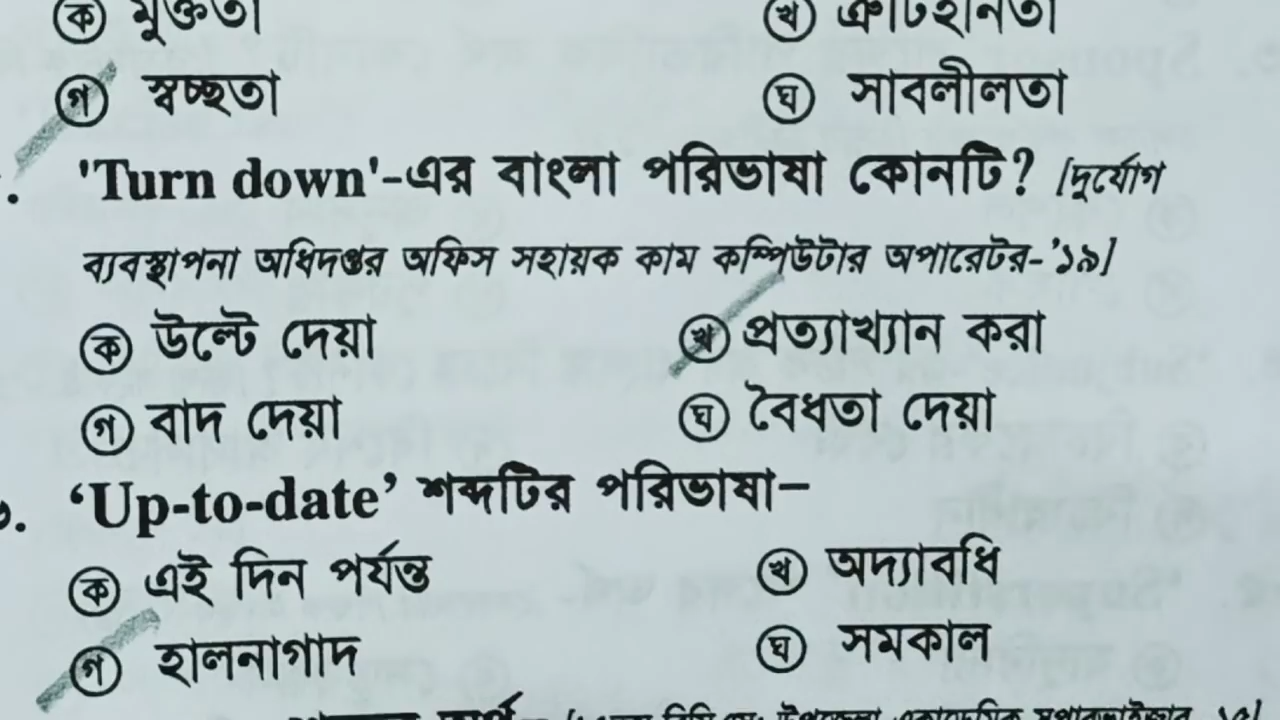 ক মুক্ততা খ ত্রুটিহীনতা
গ স্বচ্ছতা ঘ সাবলীলতা
'Turn down'-এর বাংলা পরিভাষা কোনটি? [দুর্যোগ
ব্যবস্থাপনা অধিদপ্তর অফিস সহায়ক কাম কম্পিউটার অপারেটর-'১৯]
ক উল্টে দেয়া খ প্রত্যাখ্যান করা
গ বাদ দেয়া ঘ বৈধতা দেয়া
‘Up-to-date’ শব্দটির পরিভাষা–
ক এই দিন পর্যন্ত খ অদ্যাবধি
গ হালনাগাদ ঘ সমকাল